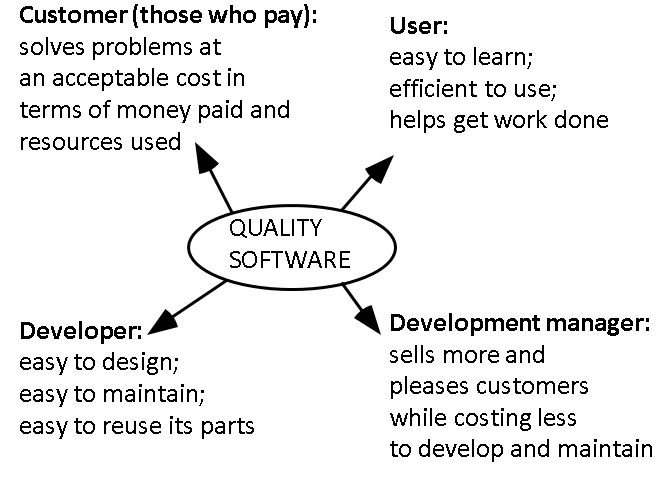 Customer (those who pay):
solves problems at
an acceptable cost in
terms of money paid and
resources used
User:
easy to learn;
efficient to use;
helps get work done
QUALITY
SOFTWARE
Developer:
easy to design;
easy to maintain;
easy to reuse its parts
Development manager:
sells more and
pleases customers
while costing less
to develop and maintain